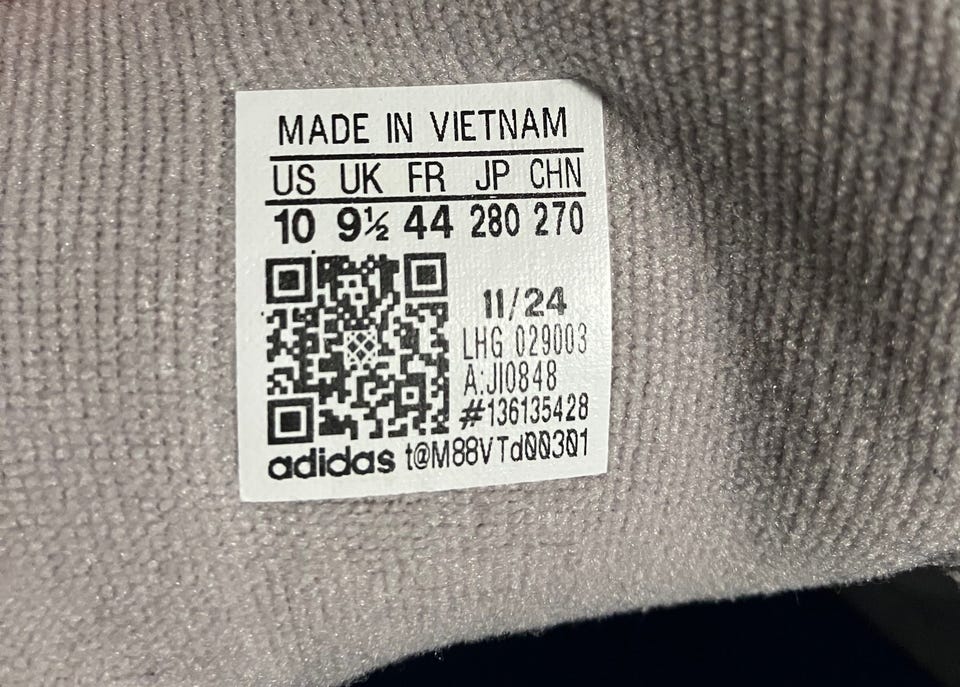 MADE IN VIETNAM
US UK FR JP CHN
10 9½ 44 280 270
11/24
LHG 029003
A:JI0848
#136135428
adidas t@M88VTd00301